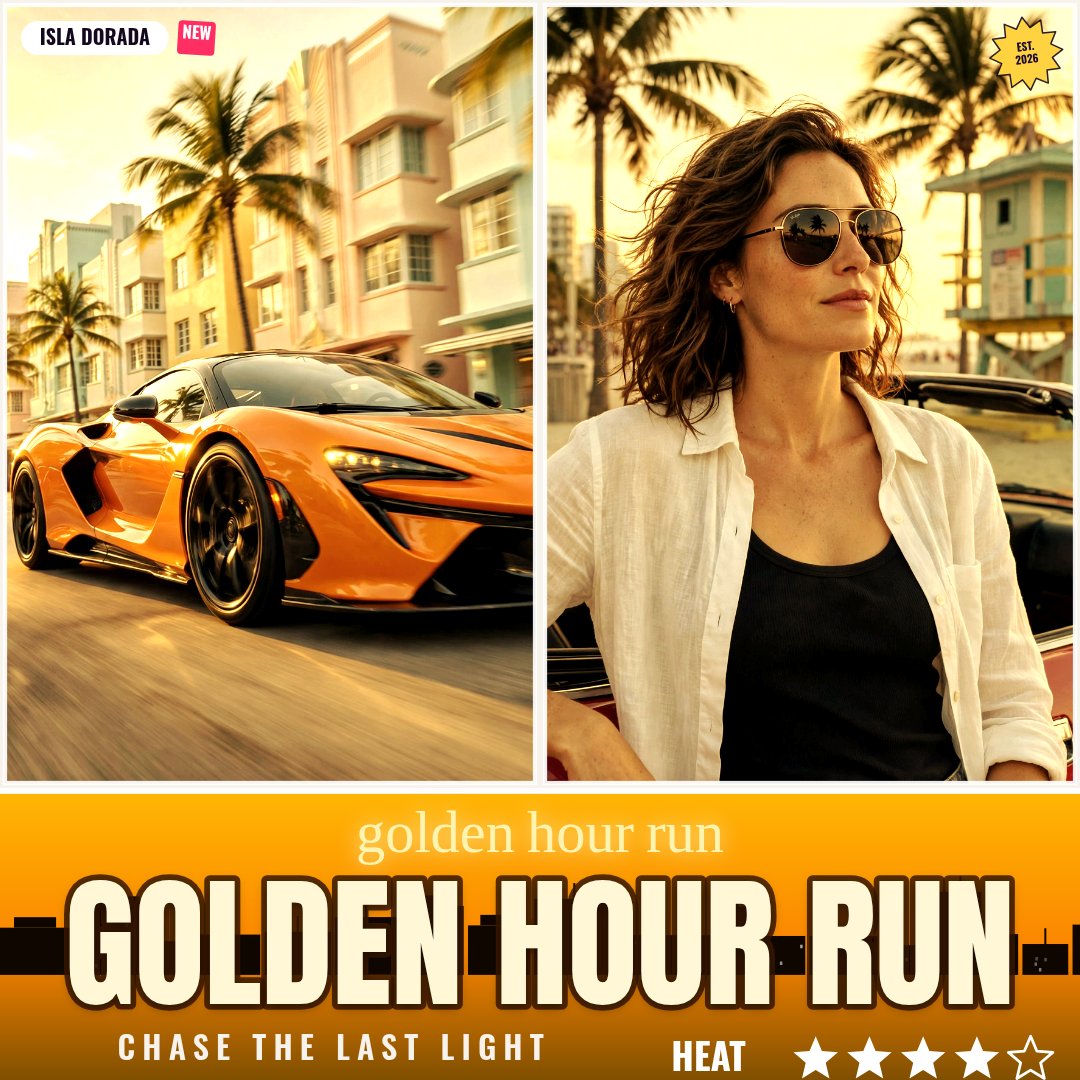 ISLA DORADA
NEW
EST.
2026
golden hour run
GOLDEN HOUR RUN
CHASE THE LAST LIGHT
HEAT